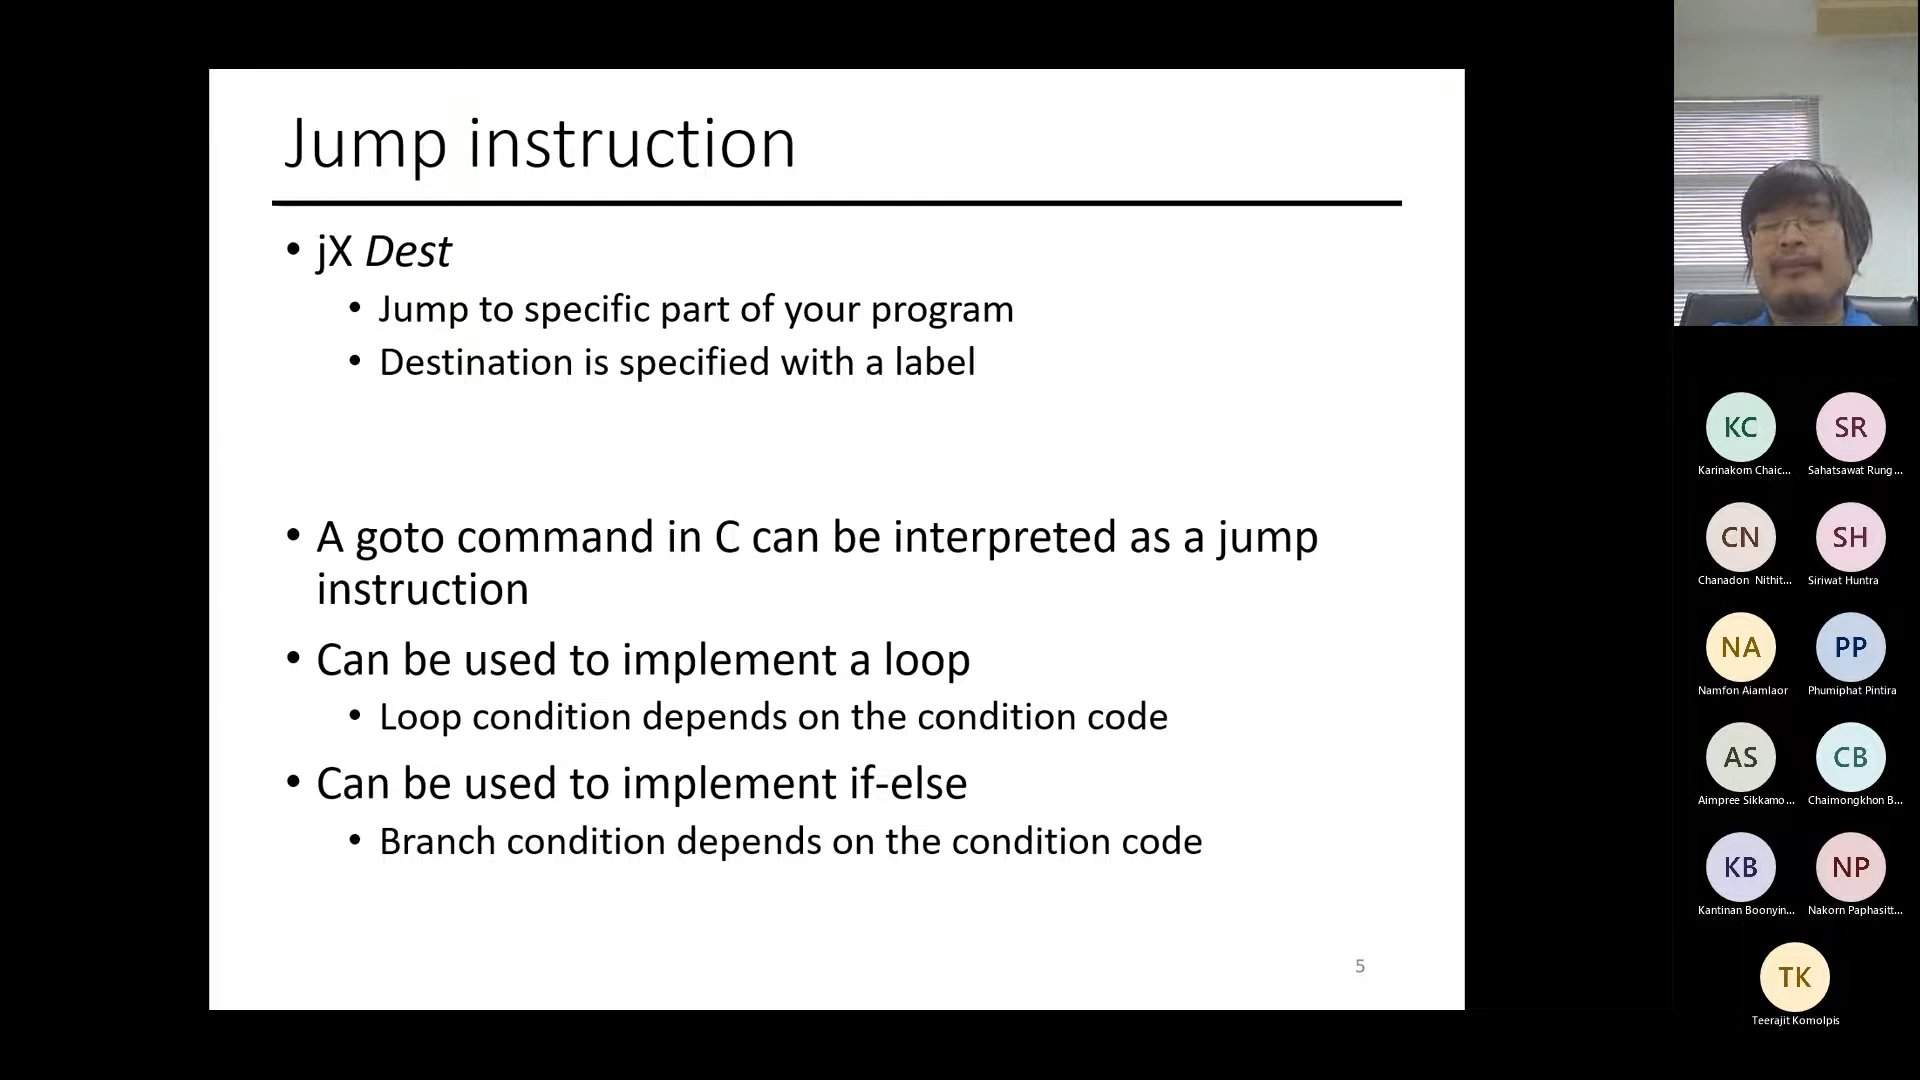 Jump instruction
• jX Dest
• Jump to specific part of your program
• Destination is specified with a label
• A goto command in C can be interpreted as a jump
instruction
• Can be used to implement a loop
• Loop condition depends on the condition code
• Can be used to implement if-else
• Branch condition depends on the condition code
5
KC SR
Karinakorn Chaic... Sahatsawat Rung...
CN SH
Chanadon Nithit... Siriwat Huntra
NA PP
Namfon Aiamlaor Phumiphat Pintira
AS CB
Aimpree Sikkamo... Chaimongkhon B...
KB NP
Kantinan Boonyin... Nakorn Paphasitt...
TK
Teerajit Komolpis